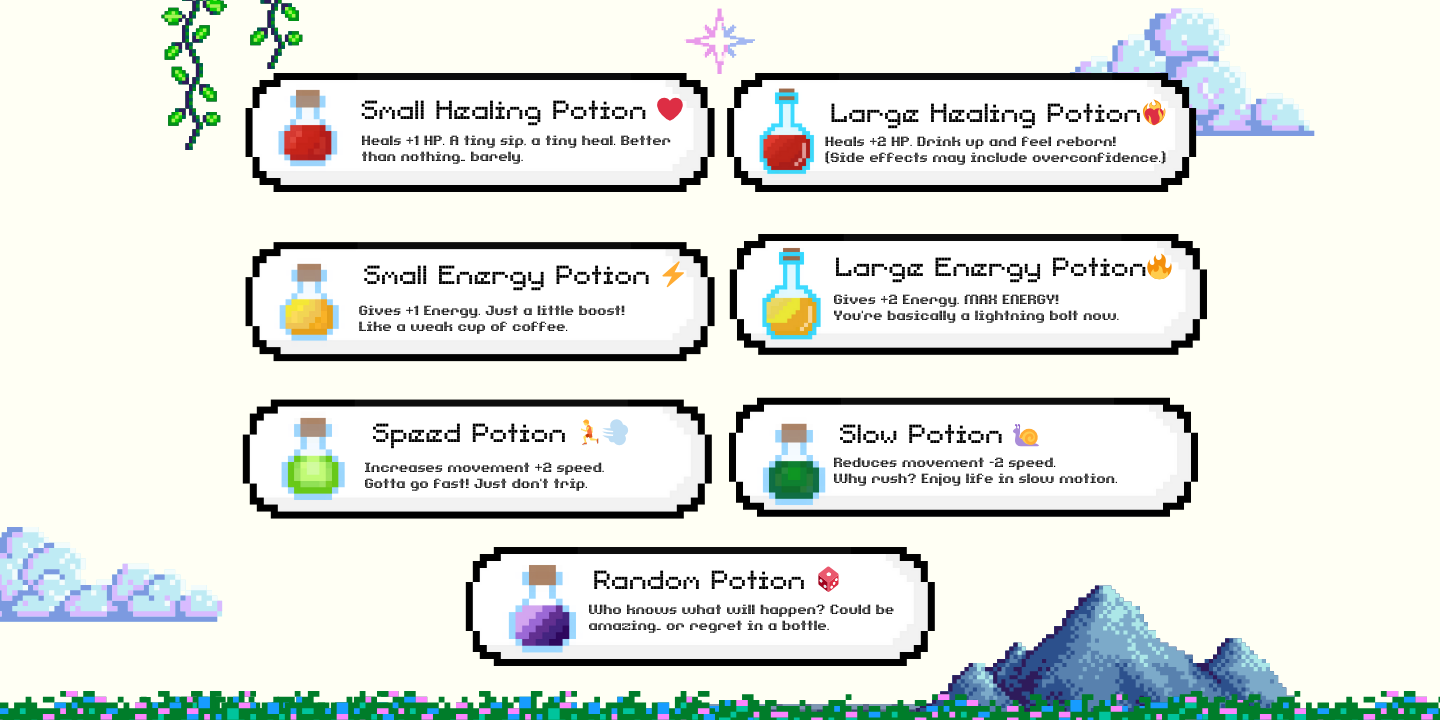 Small Healing Potion ❤️
Heals +1 HP. A tiny sip. a tiny heal. Better
than nothing.. barely.
Large Healing Potion❤️‍🔥
Heals +2 HP. Drink up and feel reborn!
(Side effects may include overconfidence.)
Small Energy Potion ⚡
Gives +1 Energy. Just a little boost!
Like a weak cup of coffee.
Large Energy Potion🔥
Gives +2 Energy. MAX ENERGY!
You're basically a lightning bolt now.
Speed Potion 🏃💨
Increases movement +2 speed.
Gotta go fast! Just don't trip.
Slow Potion 🐌
Reduces movement -2 speed.
Why rush? Enjoy life in slow motion.
Random Potion 🎲
Who knows what will happen? Could be
amazing.. or regret in a bottle.